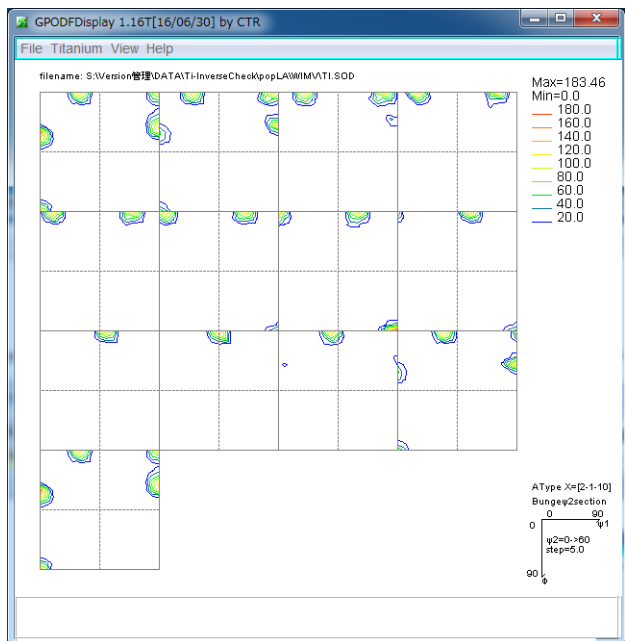 GPODFDisplay 1.16T[16/06/30] by CTR
File Titanium View Help
filename: S:\Version管理\DATA\Ti-InverseCheck\popLA\WIMV\TI.SOD
Max=183.46
Min=0.0
180.0
160.0
140.0
120.0
100.0
80.0
60.0
40.0
20.0
AType X=[2-1-10]
Bungeψ2section
0 90
0 ψ1
ψ2=0->60
step=5.0
90
Φ